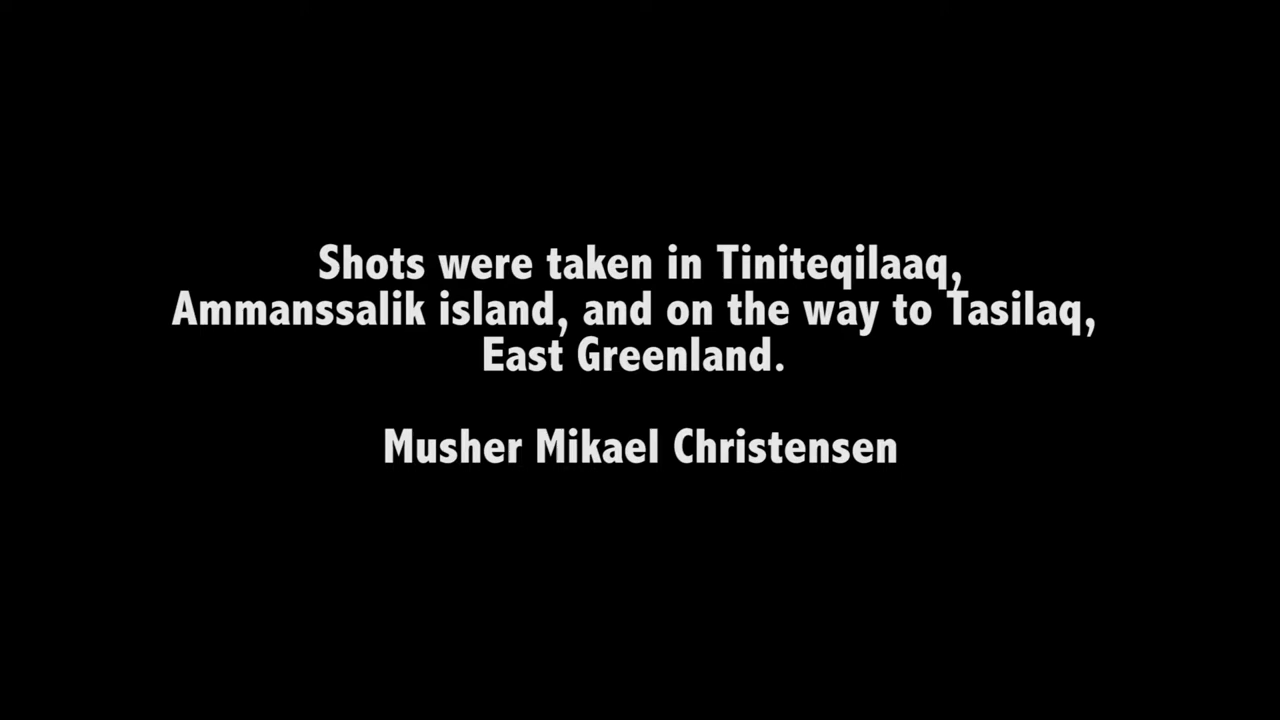 Shots were taken in Tiniteqilaaq,
Ammanssalik island, and on the way to Tasilaq,
East Greenland.
Musher Mikael Christensen